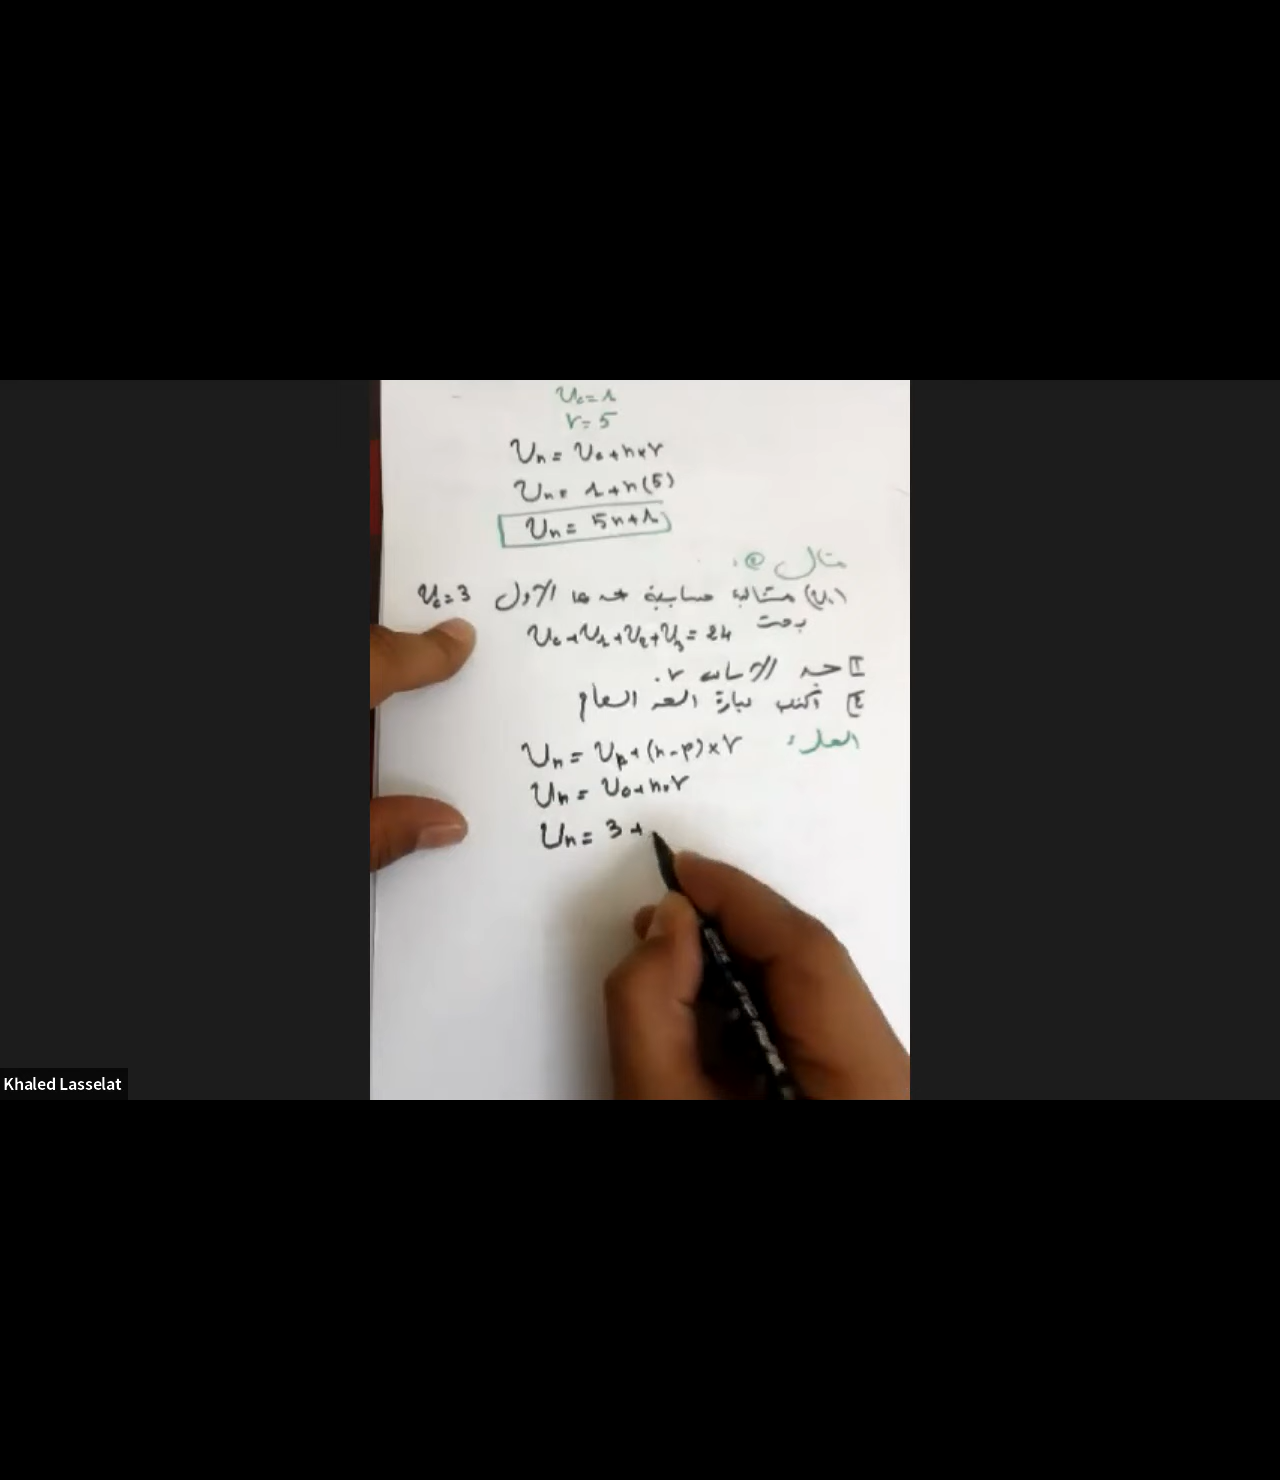 U₀ = 1
r = 5
Uₙ = U₀ + n × r
Uₙ = 1 + n(5)
Uₙ = 5n + 1
مثال ②:
(Uₙ) متتالية حسابية حدها الأول U₀ = 3
بحيث U₀ + U₁ + U₂ + U₃ = 24
1] جد الأساس r.
2] اكتب عبارة الحد العام
الحل:
Uₙ = Uₚ + (n - p) × r
Uₙ = U₀ + n . r
Uₙ = 3 +
Khaled Lasselat